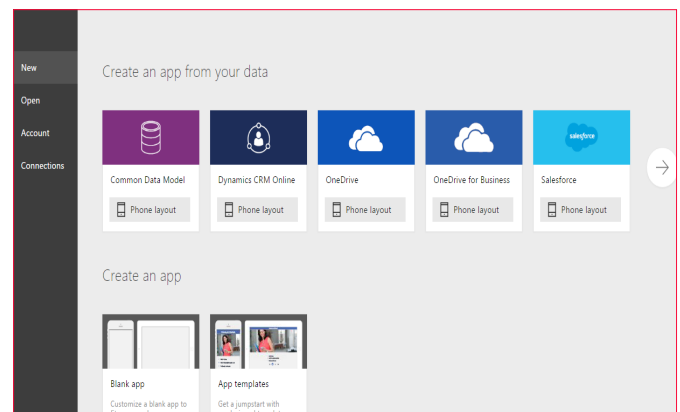 New
Open
Account
Connections
Create an app from your data
salesforce
Common Data Model
Dynamics CRM Online
OneDrive
OneDrive for Business
Salesforce
Phone layout
Phone layout
Phone layout
Phone layout
Phone layout
Create an app
Blank app
App templates
Customize a blank app to
Get a jumpstart with